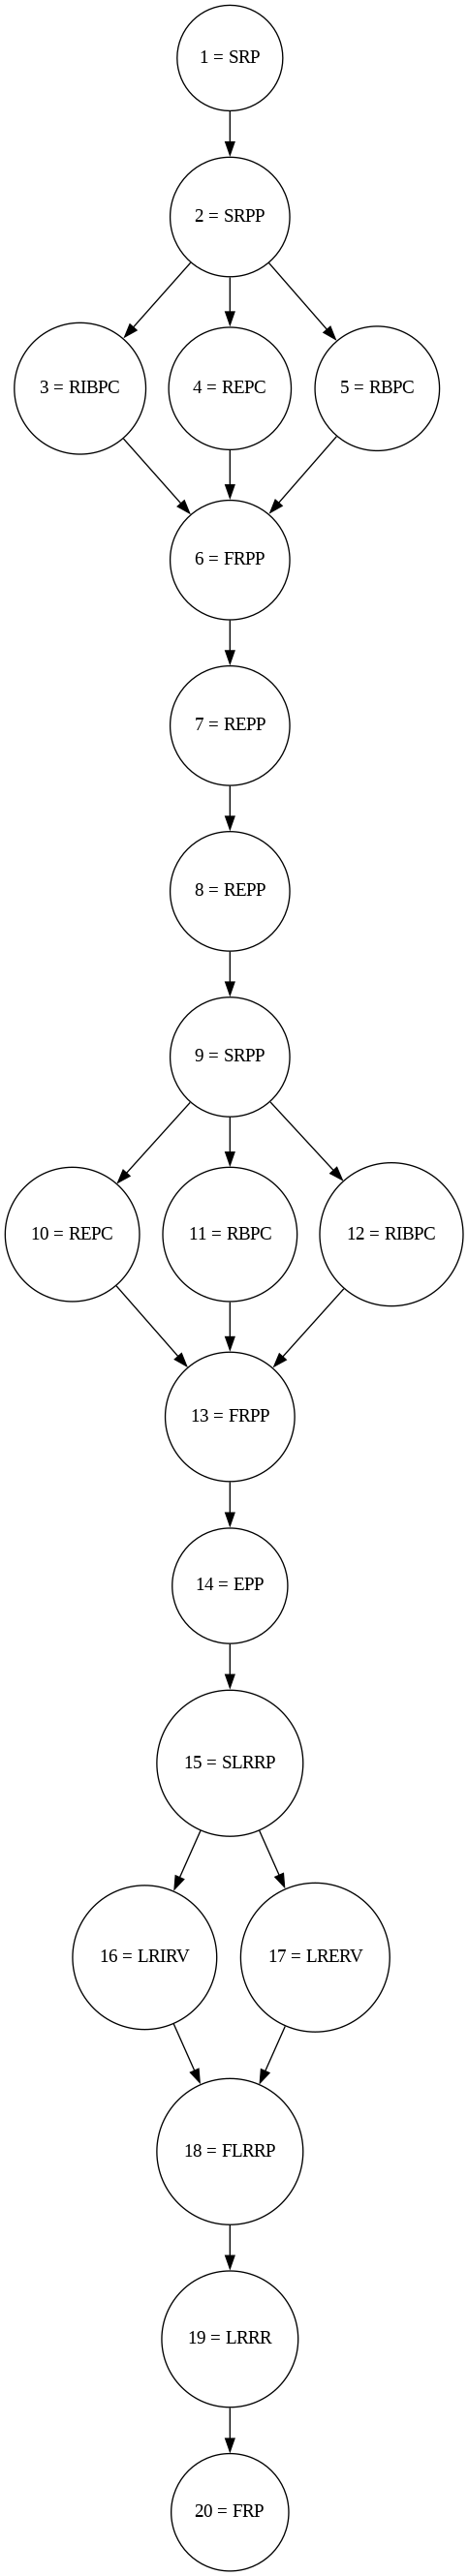 1 = SRP
2 = SRPP
3 = RIBPC
4 = REPC
5 = RBPC
6 = FRPP
7 = REPP
8 = REPP
9 = SRPP
10 = REPC
11 = RBPC
12 = RIBPC
13 = FRPP
14 = EPP
15 = SLRRP
16 = LRIRV
17 = LRERV
18 = FLRRP
19 = LRRR
20 = FRP